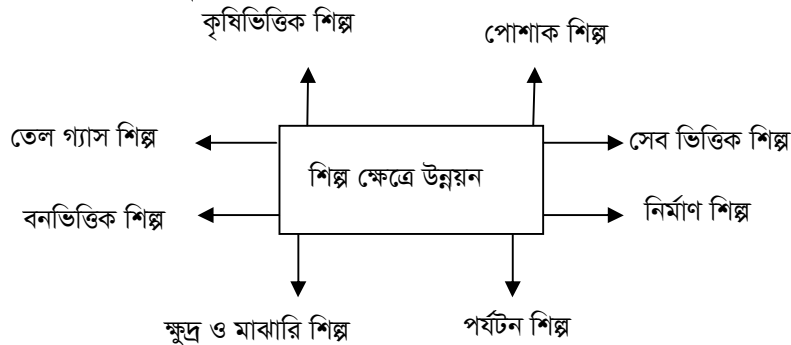 কৃষিভিত্তিক শিল্প
পোশাক শিল্প
তেল গ্যাস শিল্প
সেব ভিত্তিক শিল্প
শিল্প ক্ষেত্রে উন্নয়ন
বনভিত্তিক শিল্প
নির্মাণ শিল্প
ক্ষুদ্র ও মাঝারি শিল্প
পর্যটন শিল্প